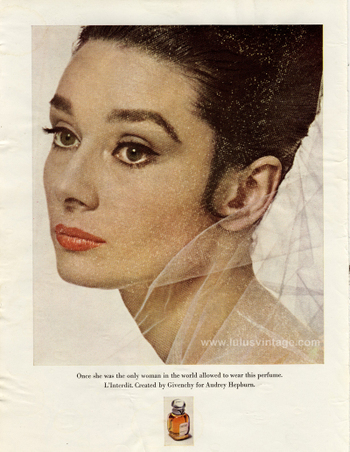 www.lulusvintage.com
Once she was the only woman in the world allowed to wear this perfume.
L'Interdit. Created by Givenchy for Audrey Hepburn.